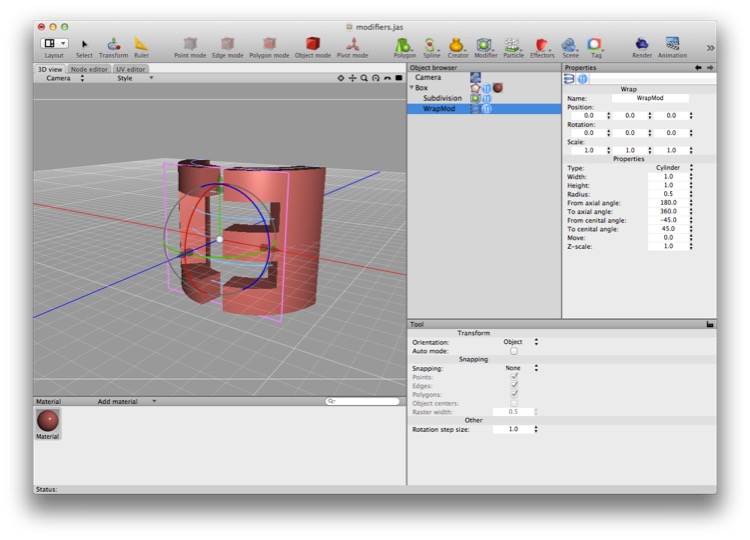 modifiers.jas
Layout Select Transform Ruler Point mode Edge mode Polygon mode Object mode Pivot mode Polygon Spline Creator Modifier Particle Effectors Scene Tag Render Animation »
3D view Node editor UV editor
Camera Style
Object browser
Camera
Box
Subdivision
WrapMod
Properties
Wrap
Name: WrapMod
Position:
0.0 0.0 0.0
Rotation:
0.0 0.0 0.0
Scale:
1.0 1.0 1.0
Properties
Type: Cylinder
Width: 1.0
Height: 1.0
Radius: 0.5
From axial angle: 180.0
To axial angle: 360.0
From cenital angle: -45.0
To cenital angle: 45.0
Move: 0.0
Z-scale: 1.0
Tool
Transform
Orientation: Object
Auto mode:
Snapping
Snapping: None
Points:
Edges:
Polygons:
Object centers:
Raster width: 0.5
Other
Rotation step size: 1.0
Material Add material
Material
Status: